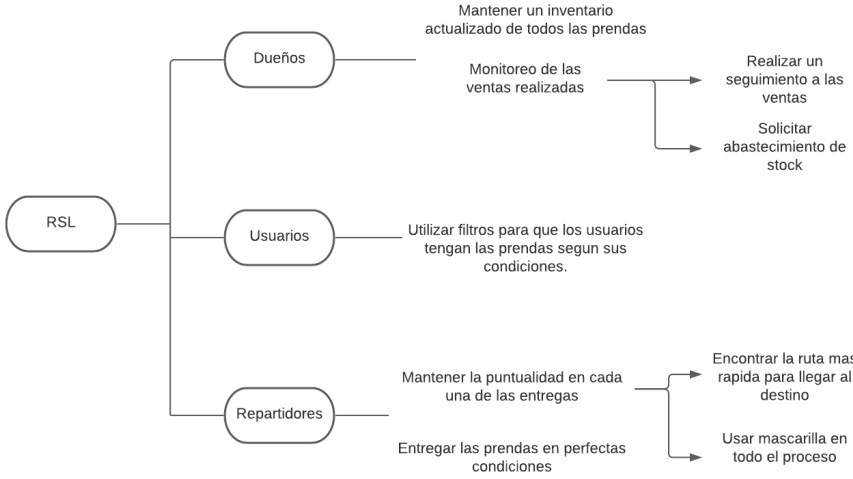 Mantener un inventario
actualizado de todos las prendas
Dueños
Monitoreo de las
ventas realizadas
Realizar un
seguimiento a las
ventas
Solicitar
abastecimiento de
stock
RSL
Usuarios
Utilizar filtros para que los usuarios
tengan las prendas segun sus
condiciones.
Repartidores
Mantener la puntualidad en cada
una de las entregas
Encontrar la ruta mas
rapida para llegar al
destino
Entregar las prendas en perfectas
condiciones
Usar mascarilla en
todo el proceso